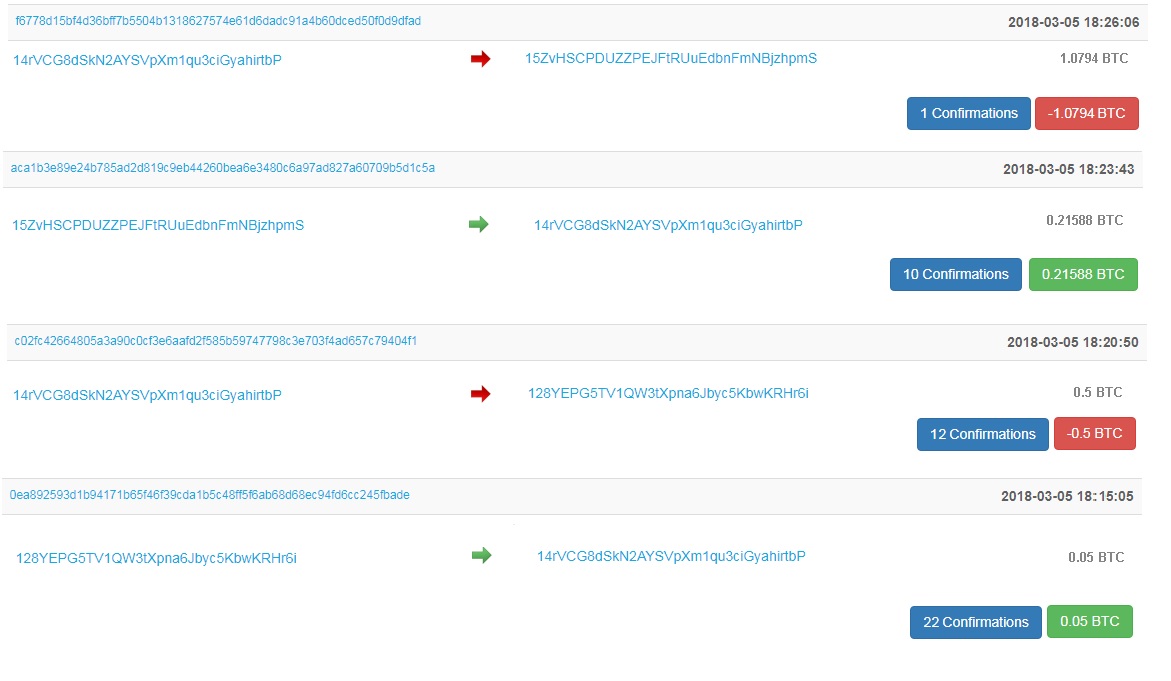 f6778d15bf4d36bff7b5504b1318627574e61d6dadc91a4b60dced50f0d9dfad 2018-03-05 18:26:06
14rVCG8dSkN2AYSVpXm1qu3ciGyahirtbP 15ZvHSCPDUZZPEJFtRUuEdbnFmNBjzhpmS 1.0794 BTC
1 Confirmations -1.0794 BTC
aca1b3e89e24b785ad2d819c9eb44260bea6e3480c6a97ad827a60709b5d1c5a 2018-03-05 18:23:43
15ZvHSCPDUZZPEJFtRUuEdbnFmNBjzhpmS 14rVCG8dSkN2AYSVpXm1qu3ciGyahirtbP 0.21588 BTC
10 Confirmations 0.21588 BTC
c02fc42664805a3a90c0cf3e6aafd2f585b59747798c3e703f4ad657c79404f1 2018-03-05 18:20:50
14rVCG8dSkN2AYSVpXm1qu3ciGyahirtbP 128YEPG5TV1QW3tXpna6Jbyc5KbwKRHr6i 0.5 BTC
12 Confirmations -0.5 BTC
0ea892593d1b94171b65f46f39cda1b5c48ff5f6ab68d68ec94fd6cc245fbade 2018-03-05 18:15:05
128YEPG5TV1QW3tXpna6Jbyc5KbwKRHr6i 14rVCG8dSkN2AYSVpXm1qu3ciGyahirtbP 0.05 BTC
22 Confirmations 0.05 BTC